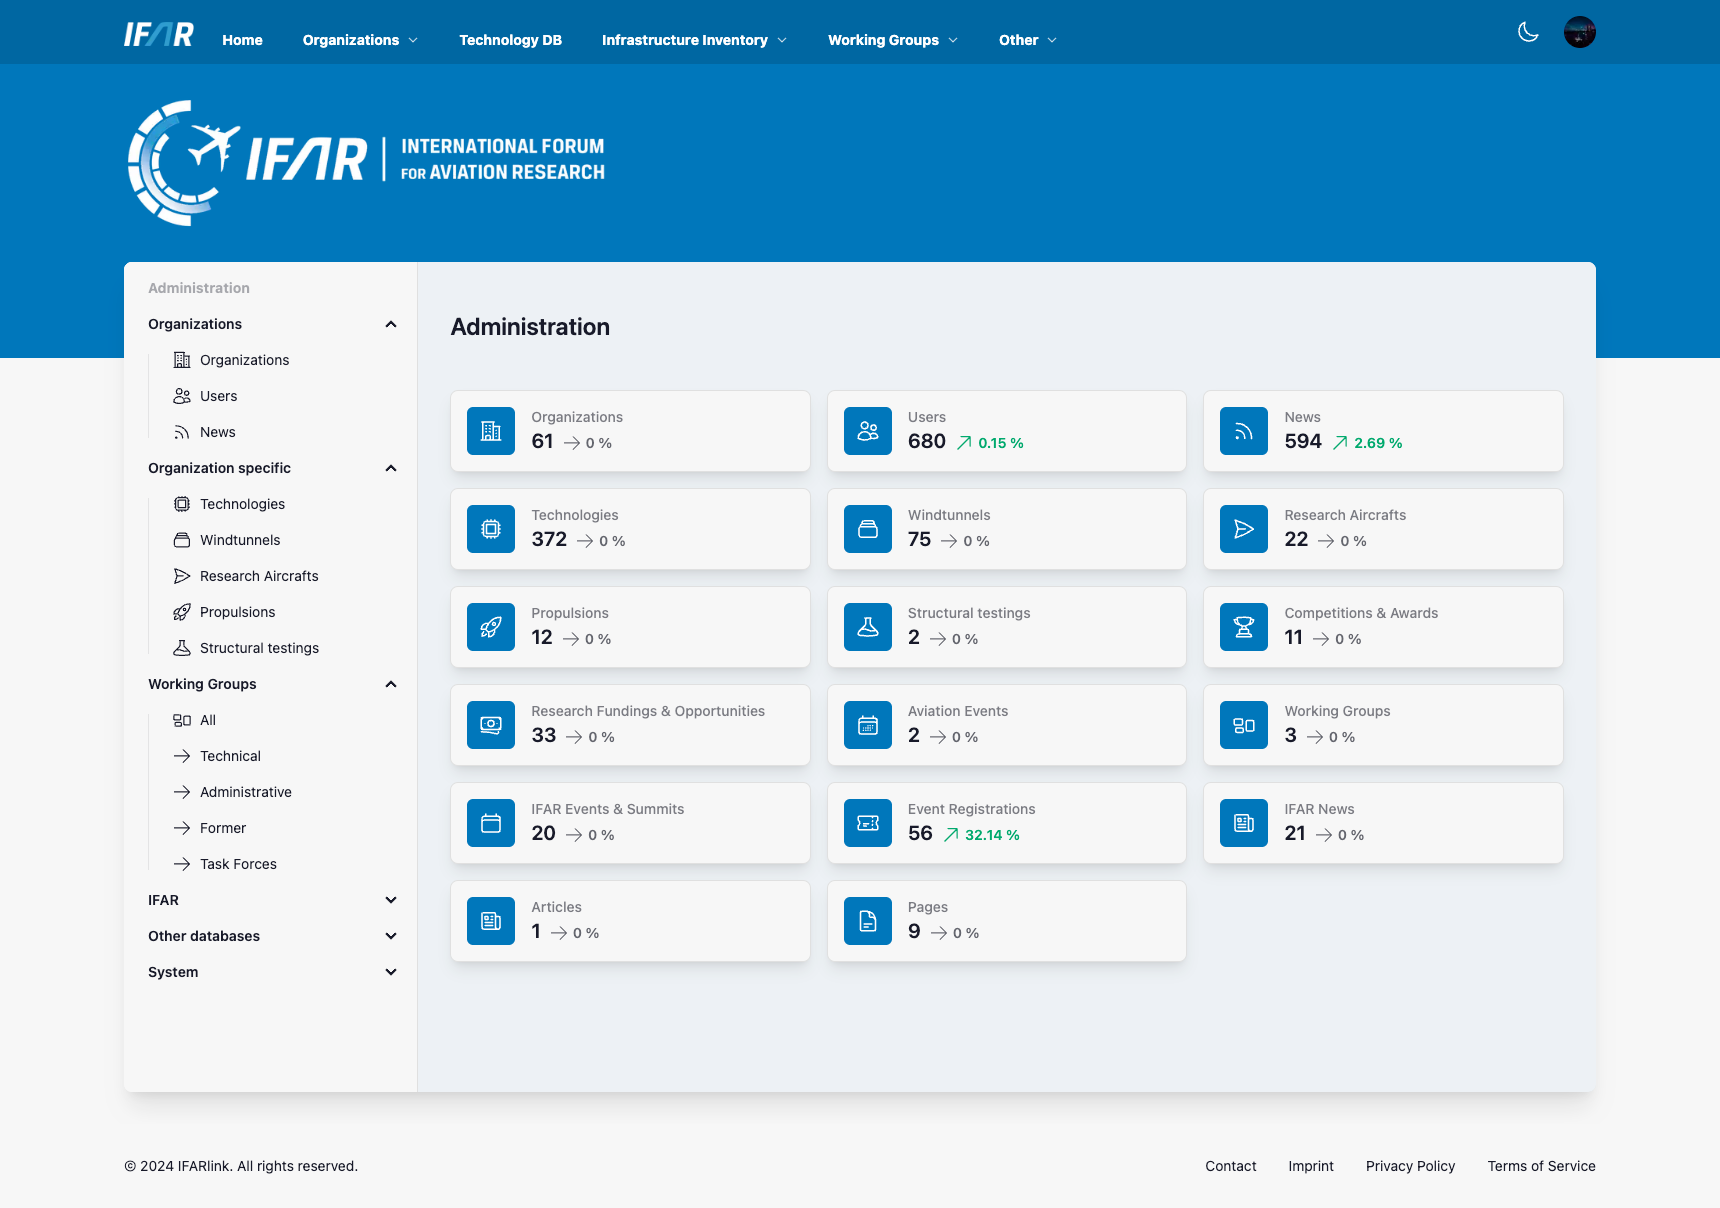 IFAR
Home
Organizations
Technology DB
Infrastructure Inventory
Working Groups
Other
IFAR
INTERNATIONAL FORUM
FOR AVIATION RESEARCH
Administration
Organizations
Organizations
Users
News
Organization specific
Technologies
Windtunnels
Research Aircrafts
Propulsions
Structural testings
Working Groups
All
Technical
Administrative
Former
Task Forces
IFAR
Other databases
System
Administration
Organizations
61 0 %
Users
680 0.15 %
News
594 2.69 %
Technologies
372 0 %
Windtunnels
75 0 %
Research Aircrafts
22 0 %
Propulsions
12 0 %
Structural testings
2 0 %
Competitions & Awards
11 0 %
Research Fundings & Opportunities
33 0 %
Aviation Events
2 0 %
Working Groups
3 0 %
IFAR Events & Summits
20 0 %
Event Registrations
56 32.14 %
IFAR News
21 0 %
Articles
1 0 %
Pages
9 0 %
© 2024 IFARlink. All rights reserved.
Contact
Imprint
Privacy Policy
Terms of Service